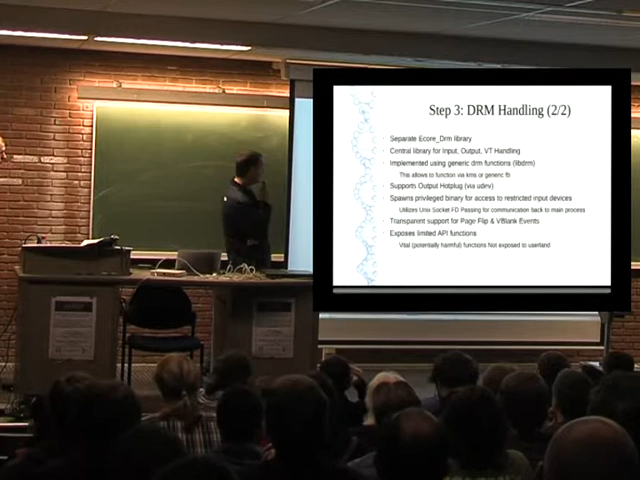 Step 3: DRM Handling (2/2)
Separate Ecore_Drm library
Central library for Input, Output, VT Handling
Implemented using generic drm functions (libdrm)
This allows to function via kms or generic fb
Supports Output Hotplug (via udev)
Spawns privileged binary for access to restricted input devices
Utilizes Unix Socket FD Passing for communication back to main process
Transparent support for Page Flip & VBlank Events
Exposes limited API functions
Vital (potentially harmful) functions Not exposed to userland